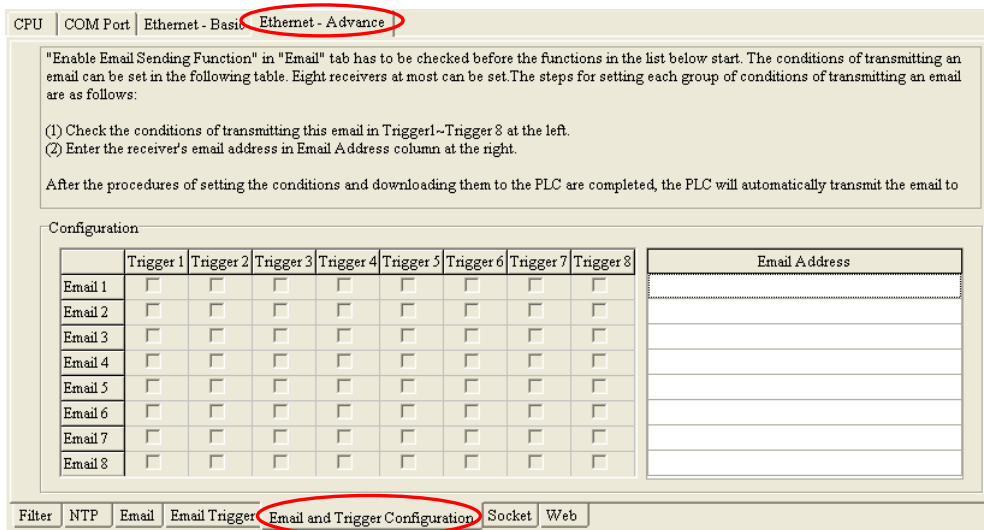 CPU COM Port Ethernet - Basic Ethernet - Advance
"Enable Email Sending Function" in "Email" tab has to be checked before the functions in the list below start. The conditions of transmitting an
email can be set in the following table. Eight receivers at most can be set.The steps for setting each group of conditions of transmitting an email
are as follows:
(1) Check the conditions of transmitting this email in Trigger1~Trigger 8 at the left.
(2) Enter the receiver's email address in Email Address column at the right.
After the procedures of setting the conditions and downloading them to the PLC are completed, the PLC will automatically transmit the email to
Configuration
Trigger 1 Trigger 2 Trigger 3 Trigger 4 Trigger 5 Trigger 6 Trigger 7 Trigger 8 Email Address
Email 1
Email 2
Email 3
Email 4
Email 5
Email 6
Email 7
Email 8
Filter NTP Email Email Trigger Email and Trigger Configuration Socket Web